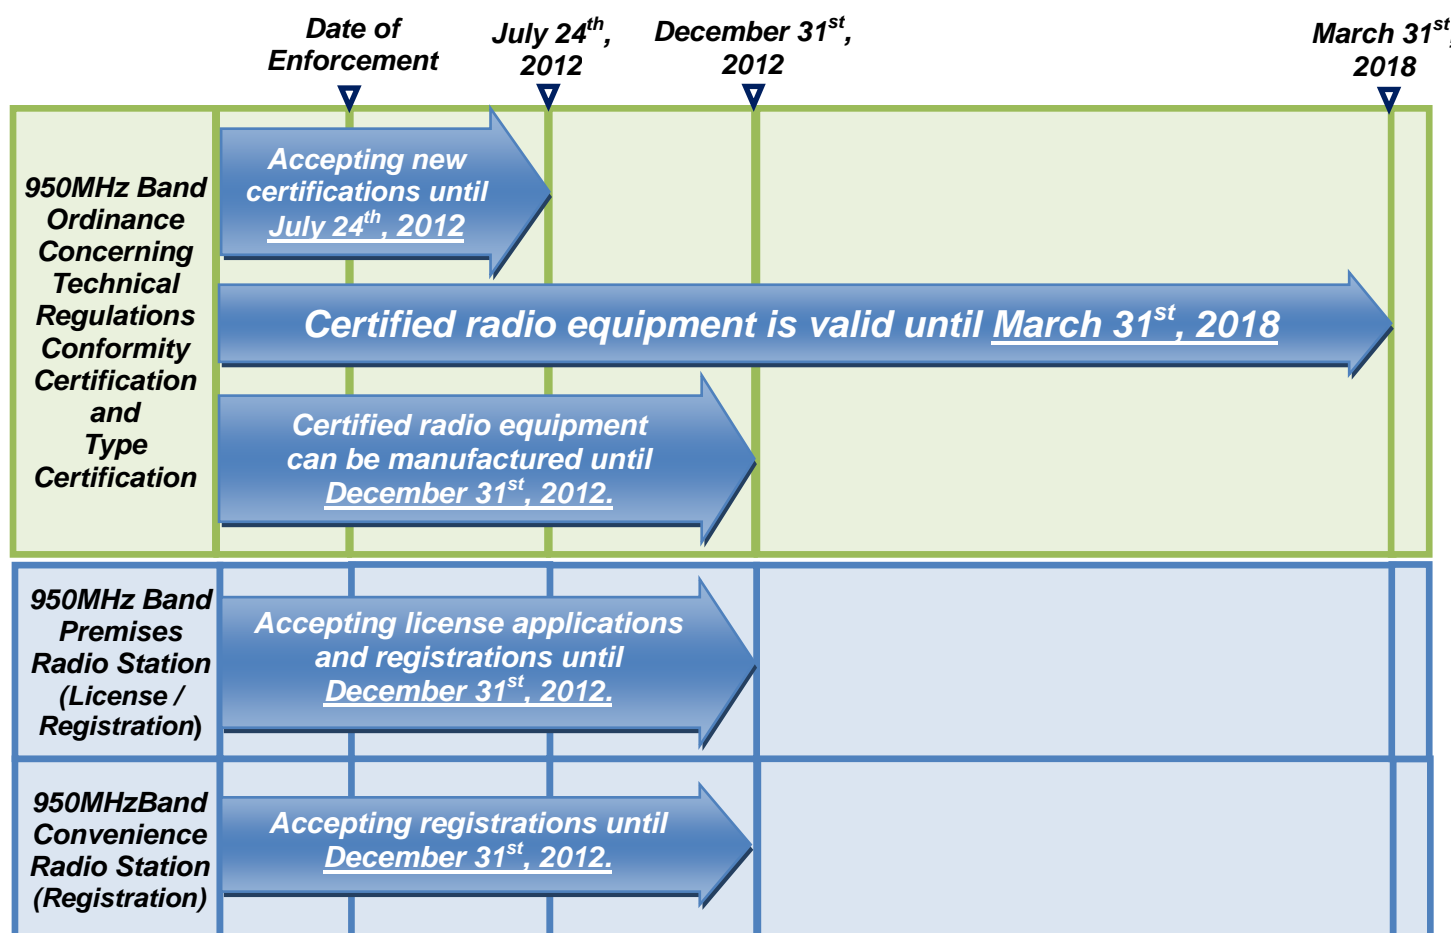 Date of
Enforcement
July 24th,
2012
December 31st,
2012
March 31st,
2018
950MHz Band
Ordinance
Concerning
Technical
Regulations
Conformity
Certification
and
Type
Certification
Accepting new
certifications until
July 24th, 2012
Certified radio equipment is valid until March 31st, 2018
Certified radio equipment
can be manufactured until
December 31st, 2012.
950MHz Band
Premises
Radio Station
(License /
Registration)
Accepting license applications
and registrations until
December 31st, 2012.
950MHzBand
Convenience
Radio Station
(Registration)
Accepting registrations until
December 31st, 2012.